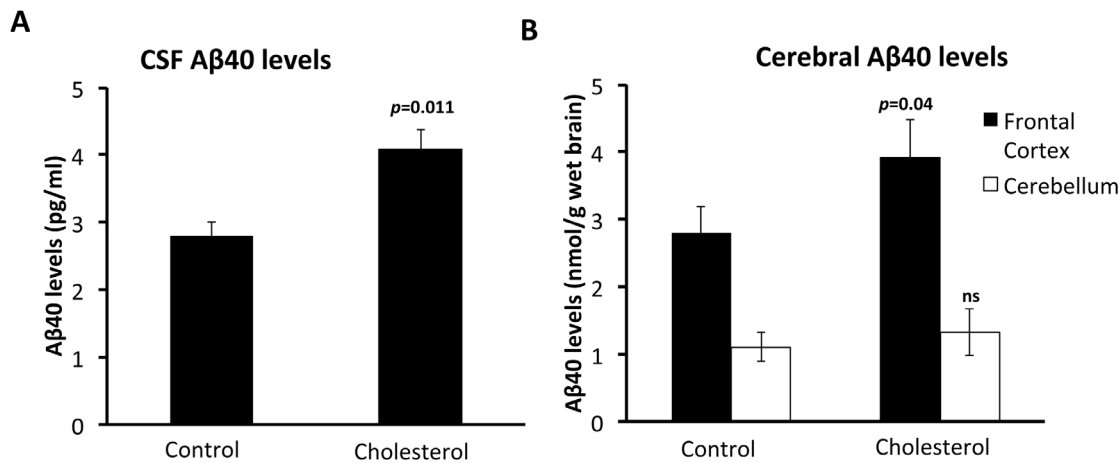 A
CSF Aβ40 levels
Aβ40 levels (pg/ml)
5
4
3
2
1
0
p=0.011
Control
Cholesterol
B
Cerebral Aβ40 levels
Aβ40 levels (nmol/g wet brain)
5
4
3
2
1
0
p=0.04
ns
Control
Cholesterol
Frontal
Cortex
Cerebellum